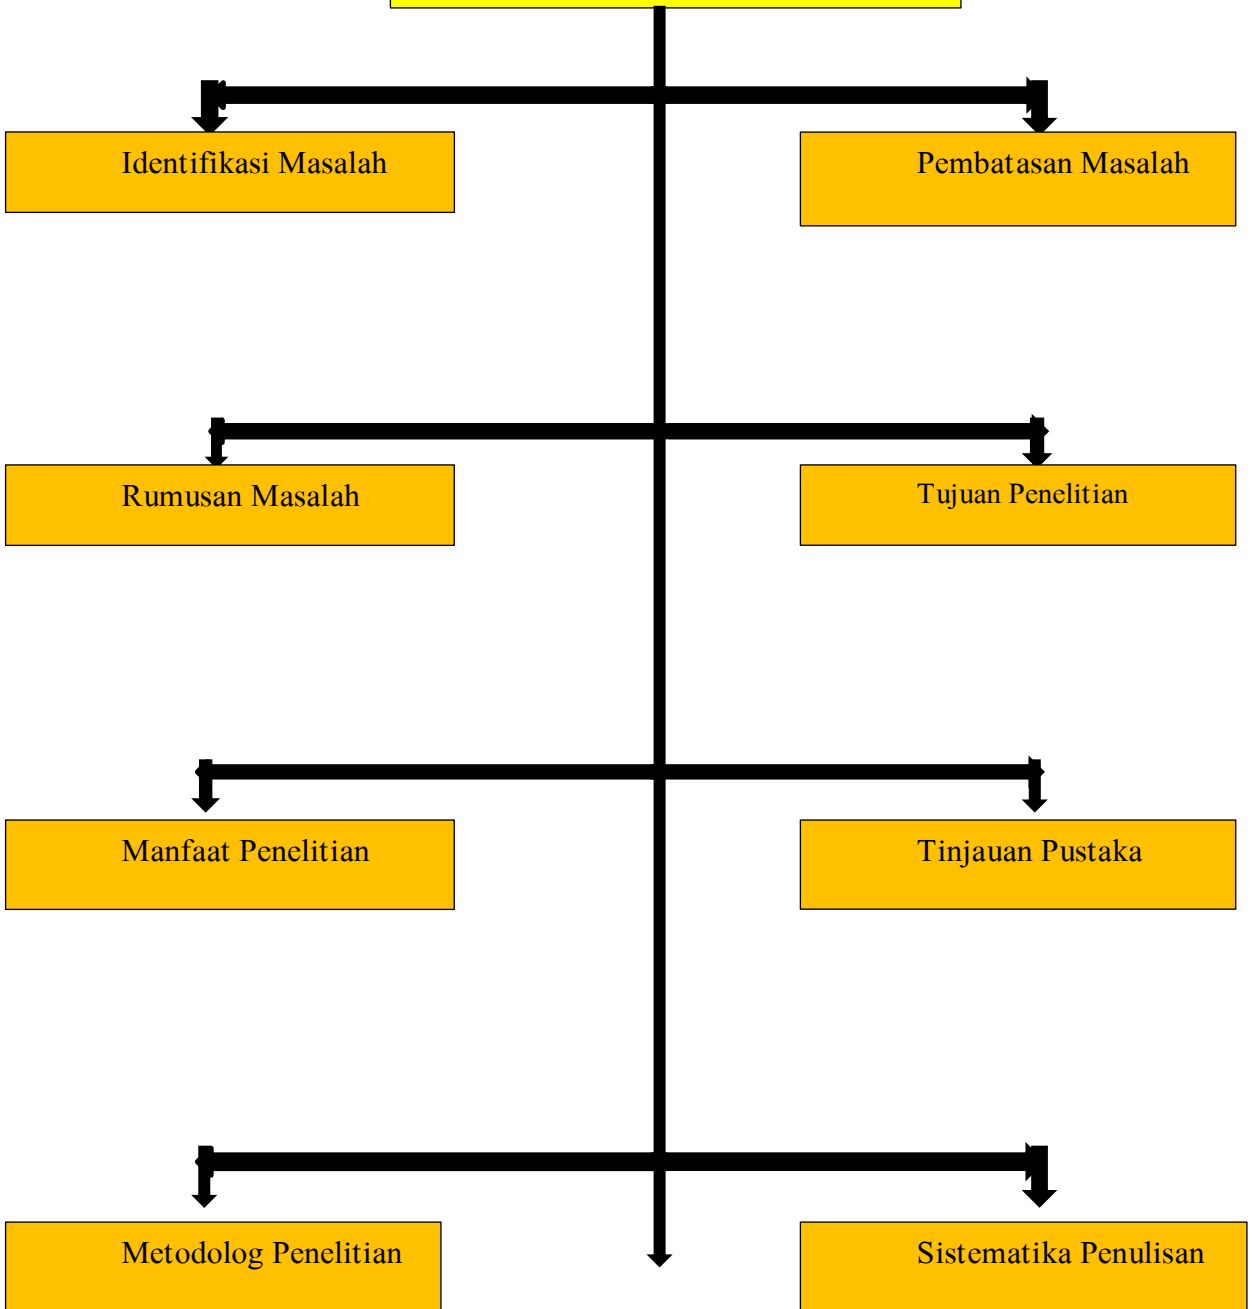 Identifikasi Masalah
Pembatasan Masalah
Rumusan Masalah
Tujuan Penelitian
Manfaat Penelitian
Tinjauan Pustaka
Metodolog Penelitian
Sistematika Penulisan